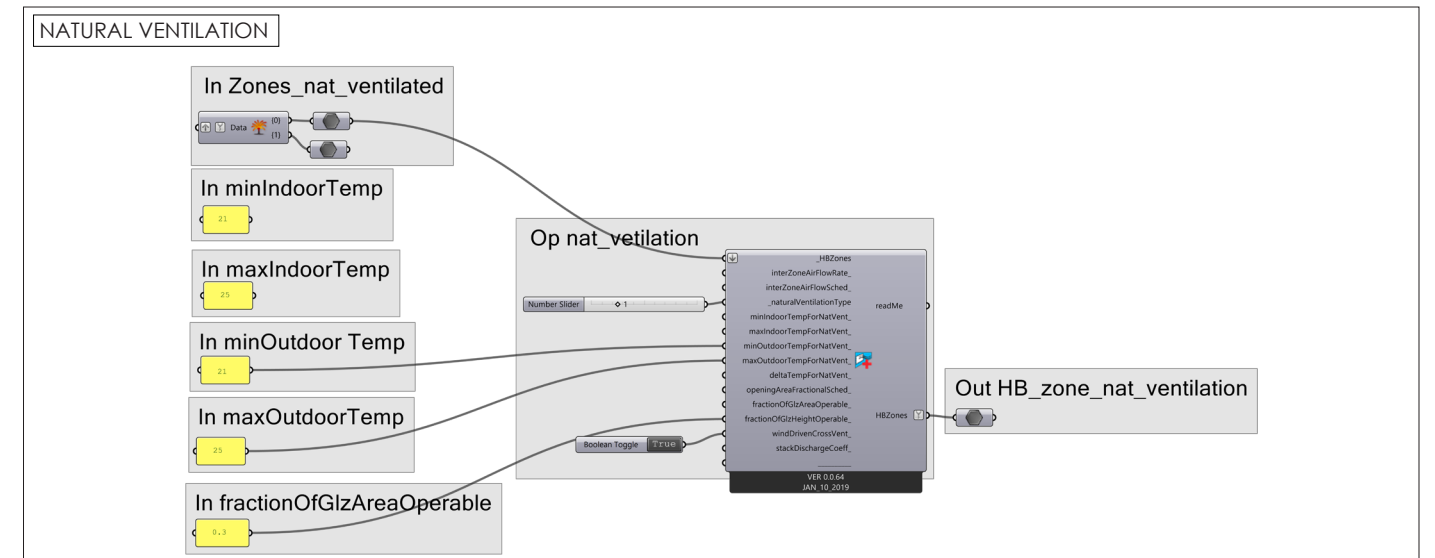 NATURAL VENTILATION
In Zones_nat_ventilated
Data
{0}
{1}
In minIndoorTemp
21
In maxIndoorTemp
25
In minOutdoor Temp
21
In maxOutdoorTemp
25
In fractionOfGlzAreaOperable
0.3
Op nat_vetilation
Number Slider
1
Boolean Toggle
True
_HBZones
interZoneAirFlowRate_
interZoneAirFlowSched_
_naturalVentilationType
minIndoorTempForNatVent_
maxIndoorTempForNatVent_
minOutdoorTempForNatVent_
maxOutdoorTempForNatVent_
deltaTempForNatVent_
openingAreaFractionalSched_
fractionOfGlzAreaOperable_
fractionOfGlzHeightOperable_
windDrivenCrossVent_
stackDischargeCoeff_
readMe
HBZones
VER 0.0.64
JAN_10_2019
Out HB_zone_nat_ventilation